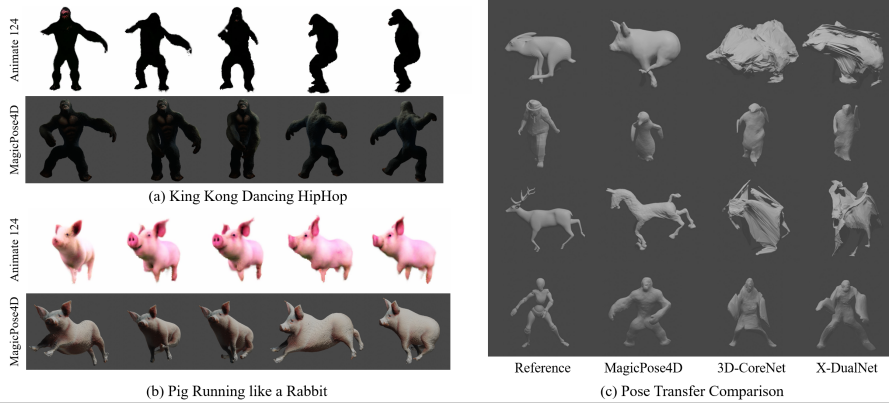 Animate 124
MagicPose4D
(a) King Kong Dancing HipHop
Animate 124
MagicPose4D
(b) Pig Running like a Rabbit
Reference MagicPose4D 3D-CoreNet X-DualNet
(c) Pose Transfer Comparison